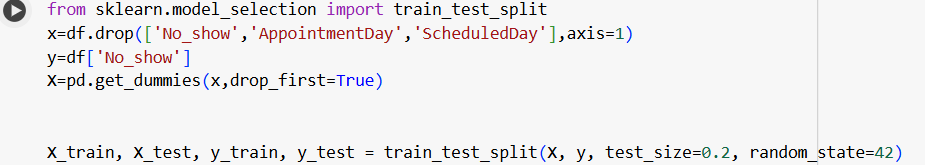 from sklearn.model_selection import train_test_split
x=df.drop(['No_show','AppointmentDay','ScheduledDay'],axis=1)
y=df['No_show']
X=pd.get_dummies(x,drop_first=True)
X_train, X_test, y_train, y_test = train_test_split(X, y, test_size=0.2, random_state=42)